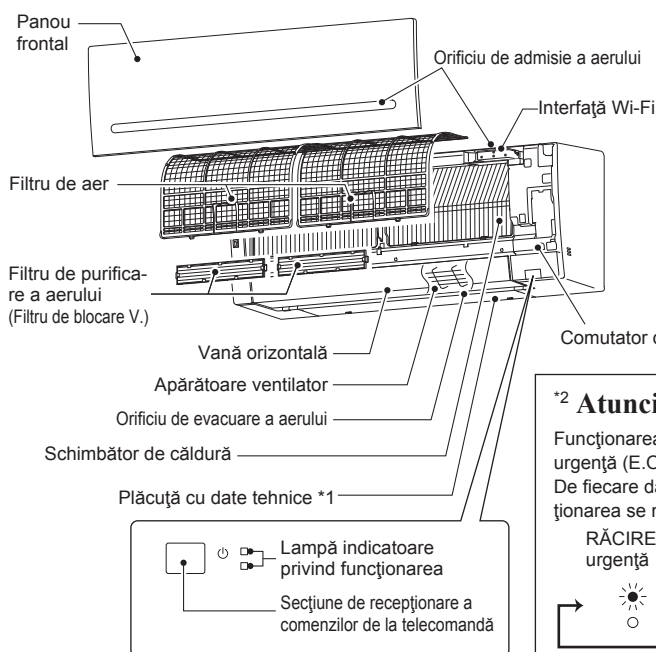 Panou
frontal
Orificiu de admisie a aerului
Interfaţă Wi-Fi
Filtru de aer
Filtru de purifica-
re a aerului
(Filtru de blocare V.)
Comutator
Vană orizontală
Apărătoare ventilator
Orificiu de evacuare a aerului
Schimbător de căldură
Plăcuţă cu date tehnice *1
Lampă indicatoare
privind funcţionarea
Secţiune de recepţionare a
comenzilor de la telecomandă
*2 Atunci
Funcţionarea
urgenţă (E.O
De fiecare da
ţionarea se
RĂCIRE
urgenţă